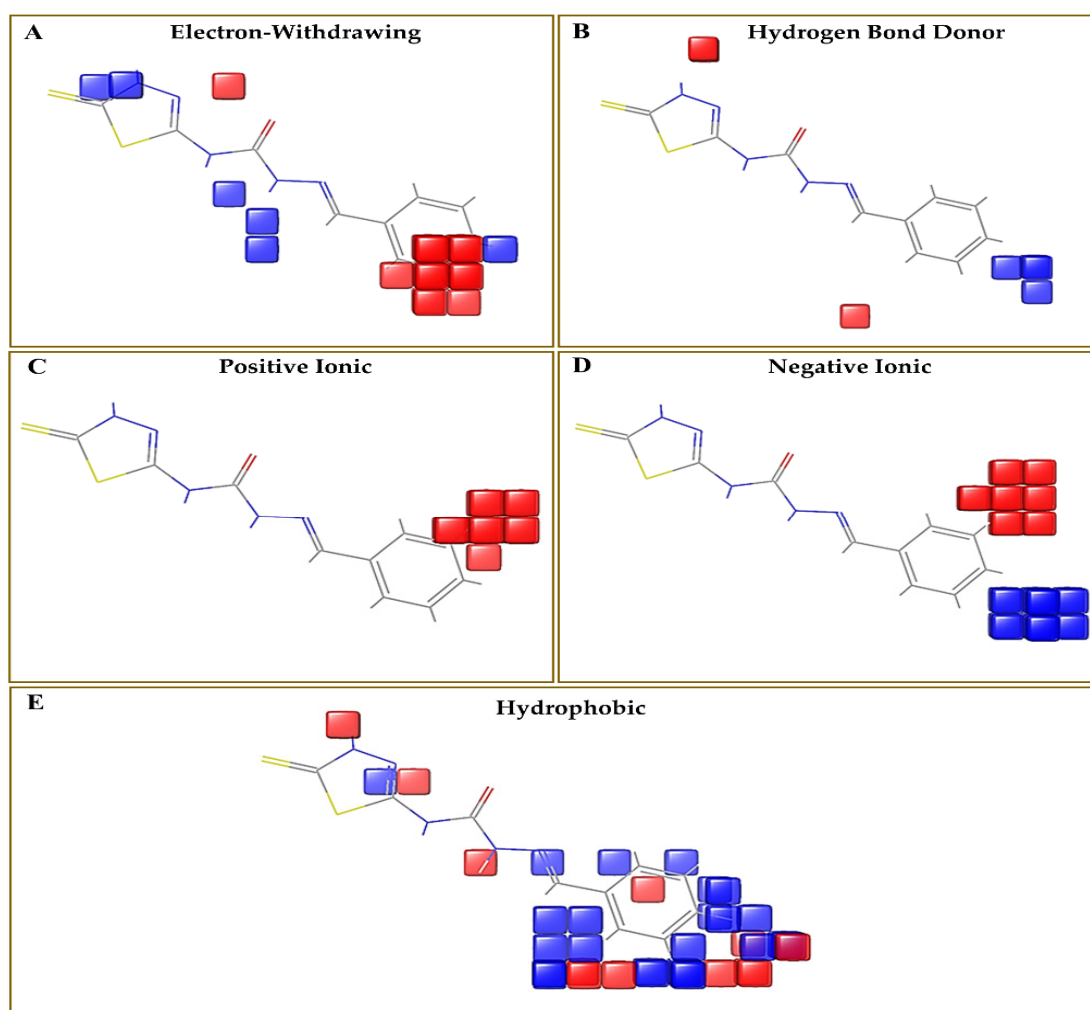 A Electron-Withdrawing
B Hydrogen Bond Donor
C Positive Ionic
D Negative Ionic
E Hydrophobic